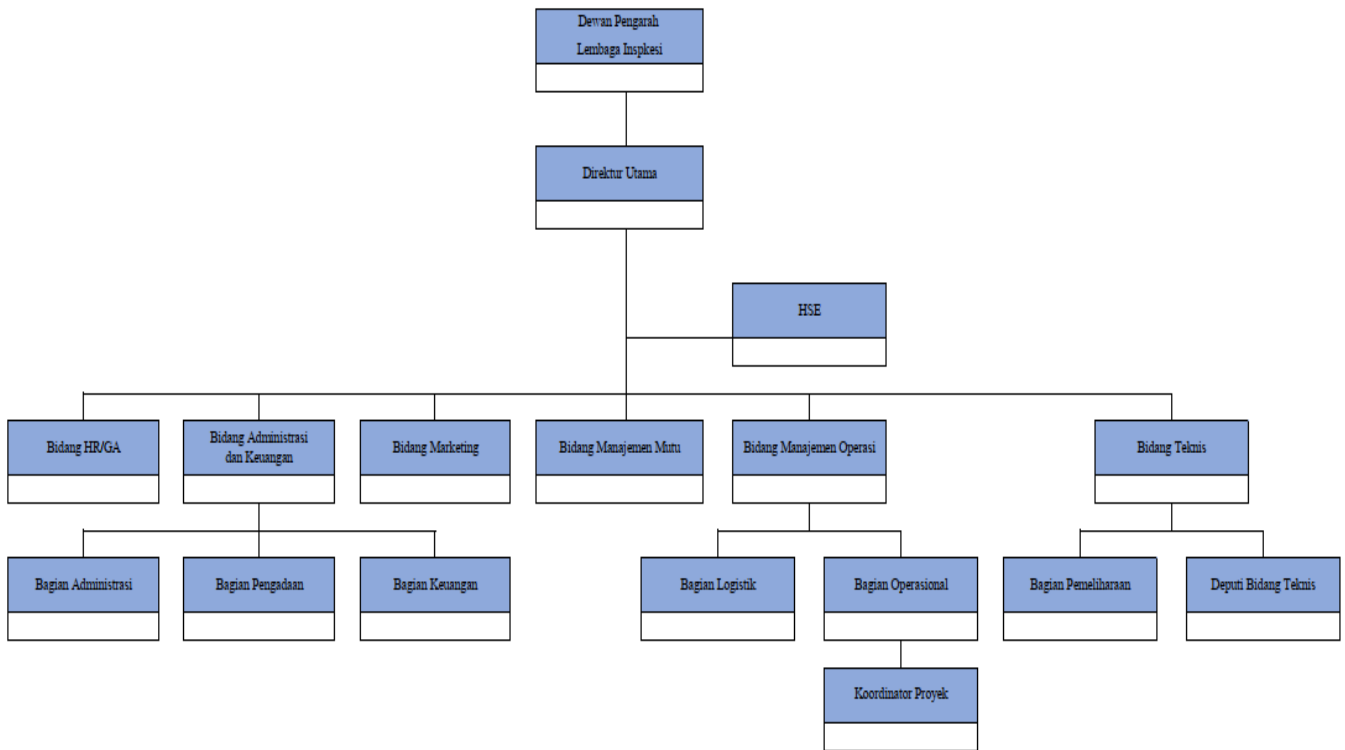 Dewan Pengarah
Lembaga Inspkesi
Direktur Utama
HSE
Bidang HR/GA
Bidang Administrasi
dan Keuangan
Bidang Marketing
Bidang Manajemen Mutu
Bidang Manajemen Operasi
Bidang Teknis
Bagian Administrasi
Bagian Pengadaan
Bagian Keuangan
Bagian Logistik
Bagian Operasional
Bagian Pemeliharaan
Deputi Bidang Teknis
Koordinator Proyek